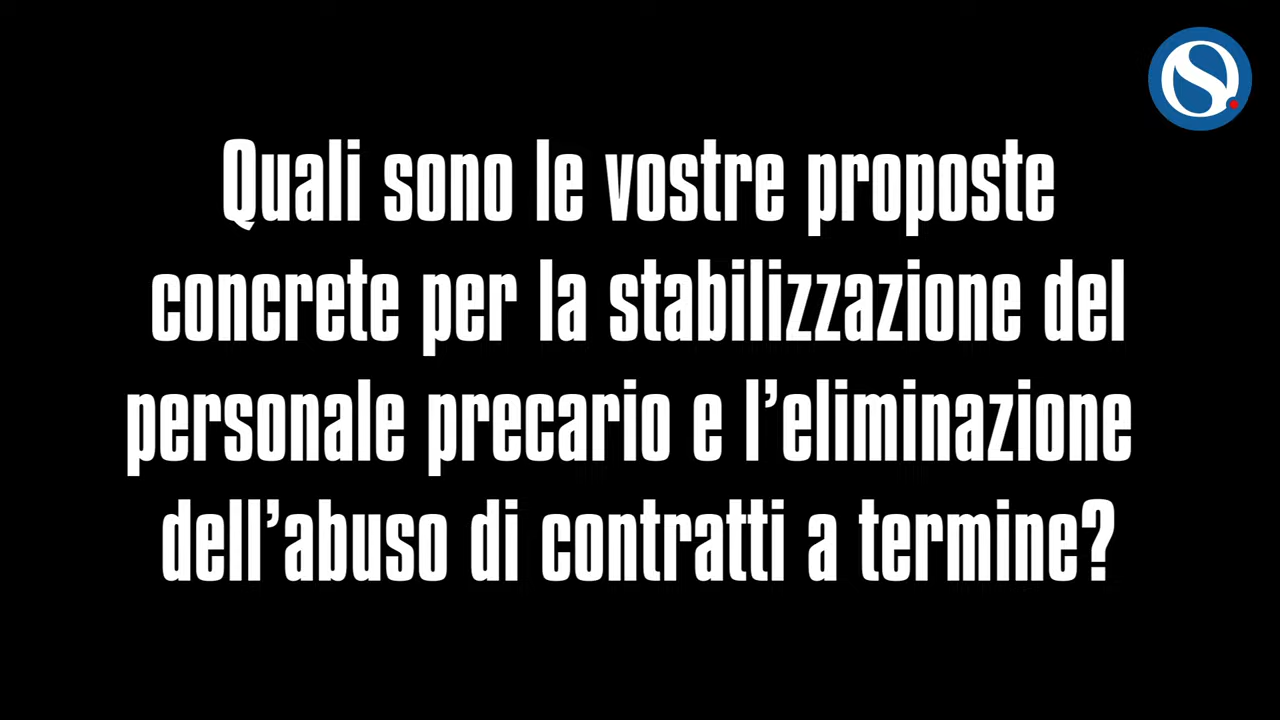 Quali sono le vostre proposte
concrete per la stabilizzazione del
personale precario e l’eliminazione
dell’abuso di contratti a termine?